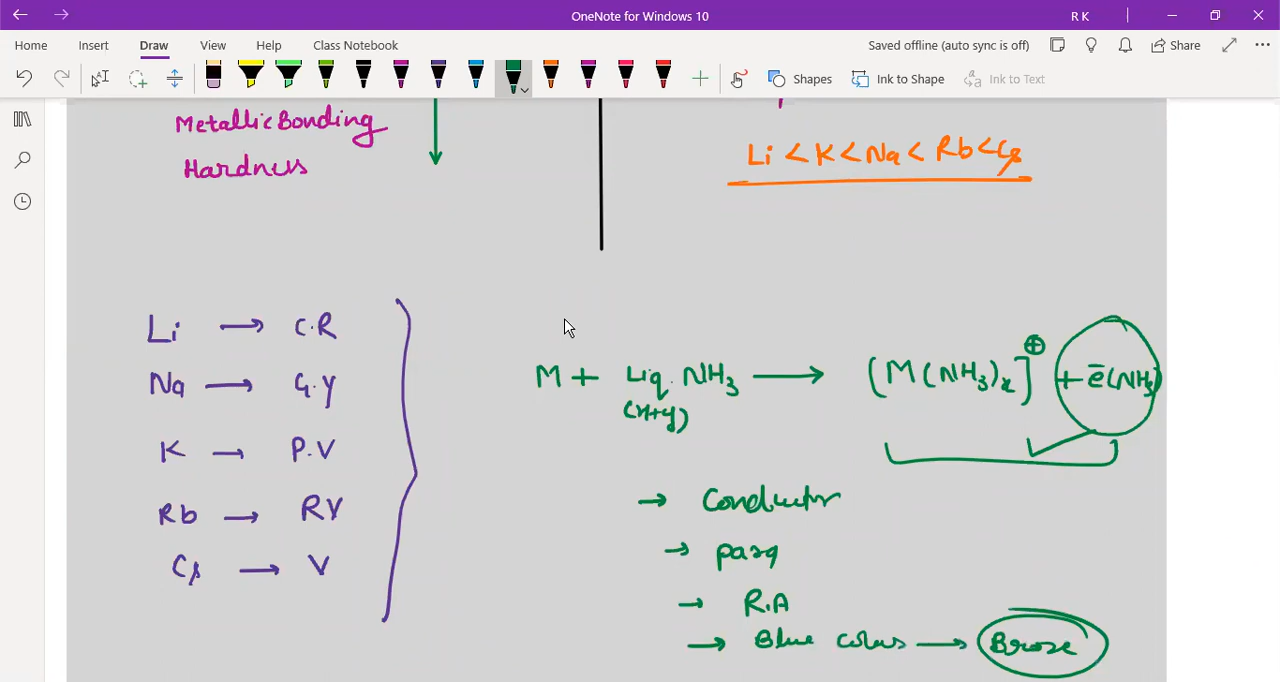 OneNote for Windows 10
R K
Home Insert Draw View Help Class Notebook
Saved offline (auto sync is off)
Share
Shapes
Ink to Shape
Ink to Text
Metallic Bonding
Hardness
Li < K < Na < Rb < Cs
Li → C.R
Na → G.Y
K → P.V
Rb → RV
Cs → V
M + Liq. NH3 → [M(NH3)x]⊕ + ē(NH3)
(x+y)
→ Conductor
→ para
→ R.A
→ Blue colour → Bronze